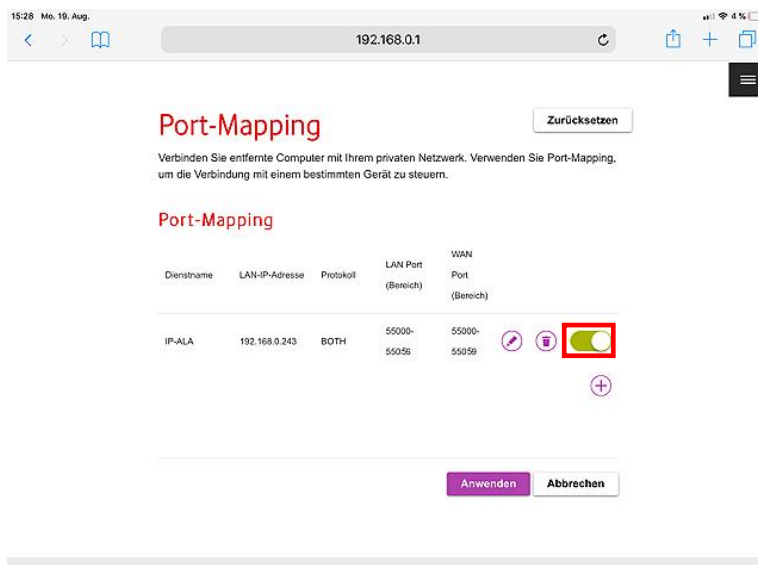 15:28 Mo. 19. Aug.
4 %
192.168.0.1
Port-Mapping
Zurücksetzen
Verbinden Sie entfernte Computer mit Ihrem privaten Netzwerk. Verwenden Sie Port-Mapping,
um die Verbindung mit einem bestimmten Gerät zu steuern.
Port-Mapping
Dienstname LAN-IP-Adresse Protokoll LAN Port (Bereich) WAN Port (Bereich)
IP-ALA 192.168.0.243 BOTH 55000-55056 55000-55059
Anwenden Abbrechen